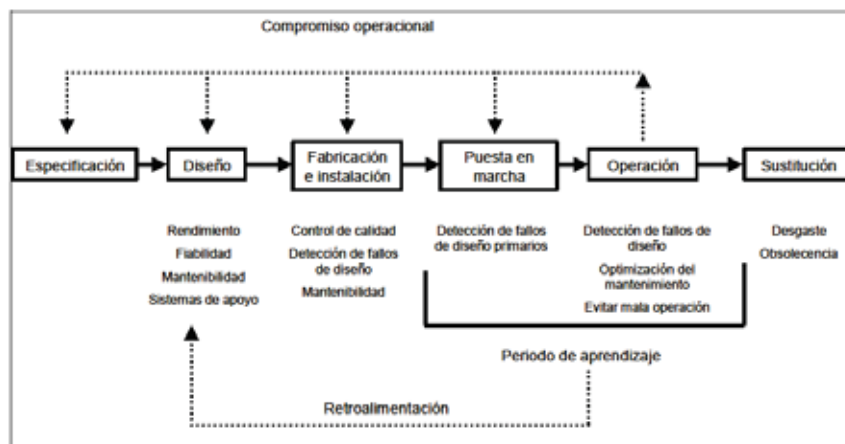 Compromiso operacional
Especificación
Diseño
Fabricación
e instalación
Puesta en
marcha
Operación
Sustitución
Rendimiento
Fiabilidad
Mantenibilidad
Sistemas de apoyo
Control de calidad
Detección de fallos
de diseño
Mantenibilidad
Detección de fallos
de diseño primarios
Detección de fallos de
diseño
Optimización del
mantenimiento
Evitar mala operación
Desgaste
Obsolecencia
Periodo de aprendizaje
Retroalimentación